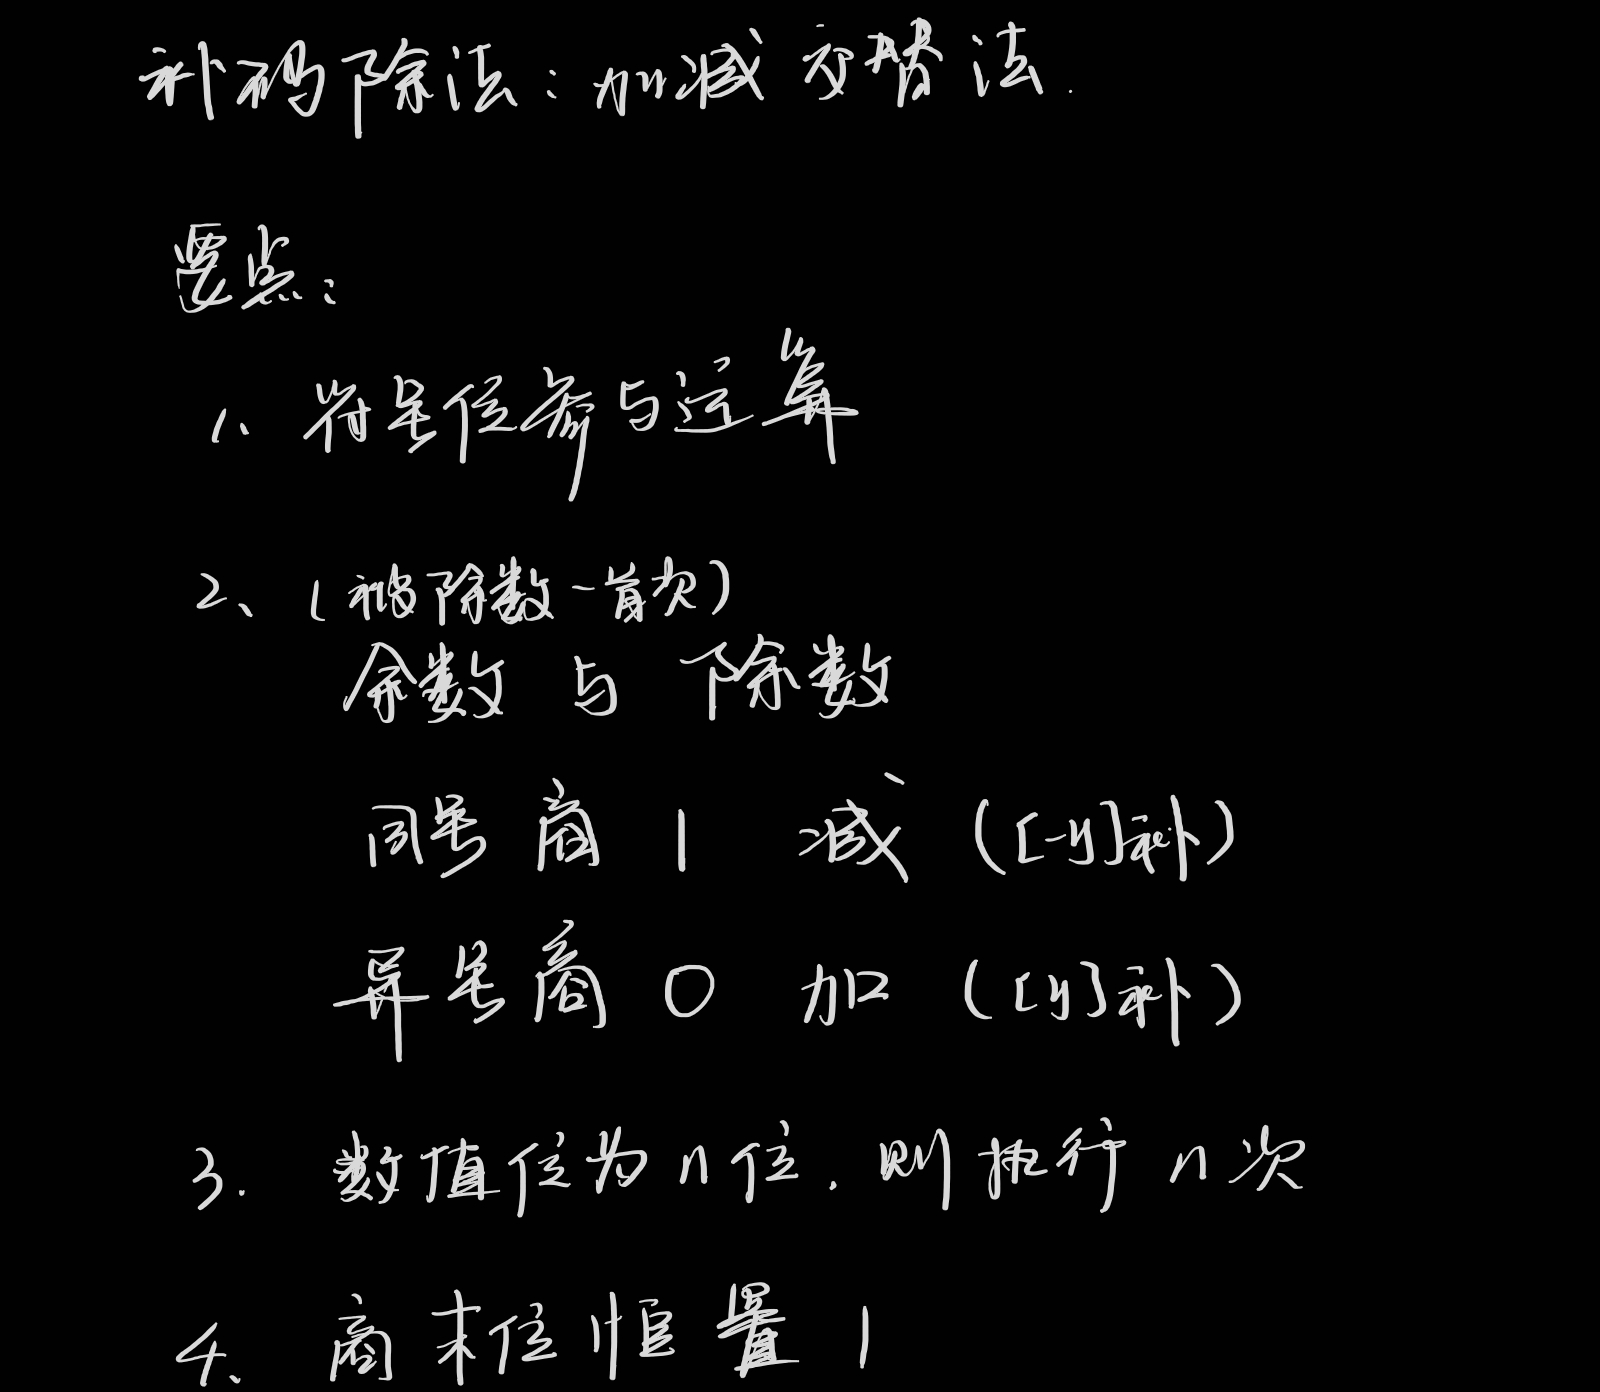 补码除法：加减交替法.
要点：
1、符号位参与运算
2、(被除数-首次)
余数 与 除数
同号 商 1 减 ([-y]补)
异号商 0 加 ([y]补)
3. 数值位为n位.则执行 n次
4、商末位恒置 1